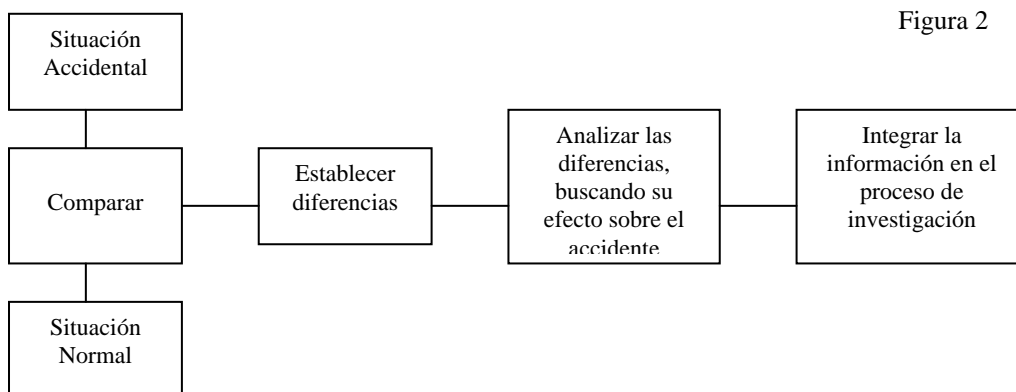 Figura 2
Situación
Accidental
Comparar
Situación
Normal
Establecer
diferencias
Analizar las
diferencias,
buscando su
efecto sobre el
accidente
Integrar la
información en el
proceso de
investigación